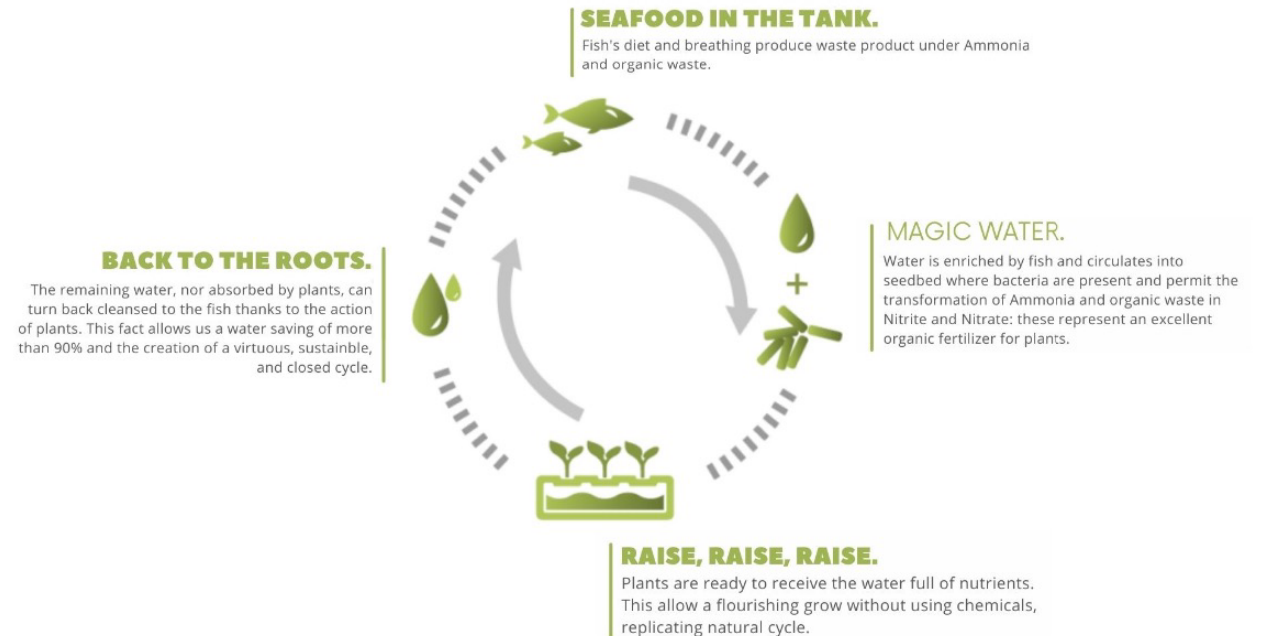 SEAFOOD IN THE TANK.
Fish's diet and breathing produce waste product under Ammonia
and organic waste.
MAGIC WATER.
Water is enriched by fish and circulates into
seedbed where bacteria are present and permit the
transformation of Ammonia and organic waste in
Nitrite and Nitrate: these represent an excellent
organic fertilizer for plants.
+
BACK TO THE ROOTS.
The remaining water, nor absorbed by plants, can
turn back cleansed to the fish thanks to the action
of plants. This fact allows us a water saving of more
than 90% and the creation of a virtuous, sustainble,
and closed cycle.
RAISE, RAISE, RAISE.
Plants are ready to receive the water full of nutrients.
This allow a flourishing grow without using chemicals,
replicating natural cycle.